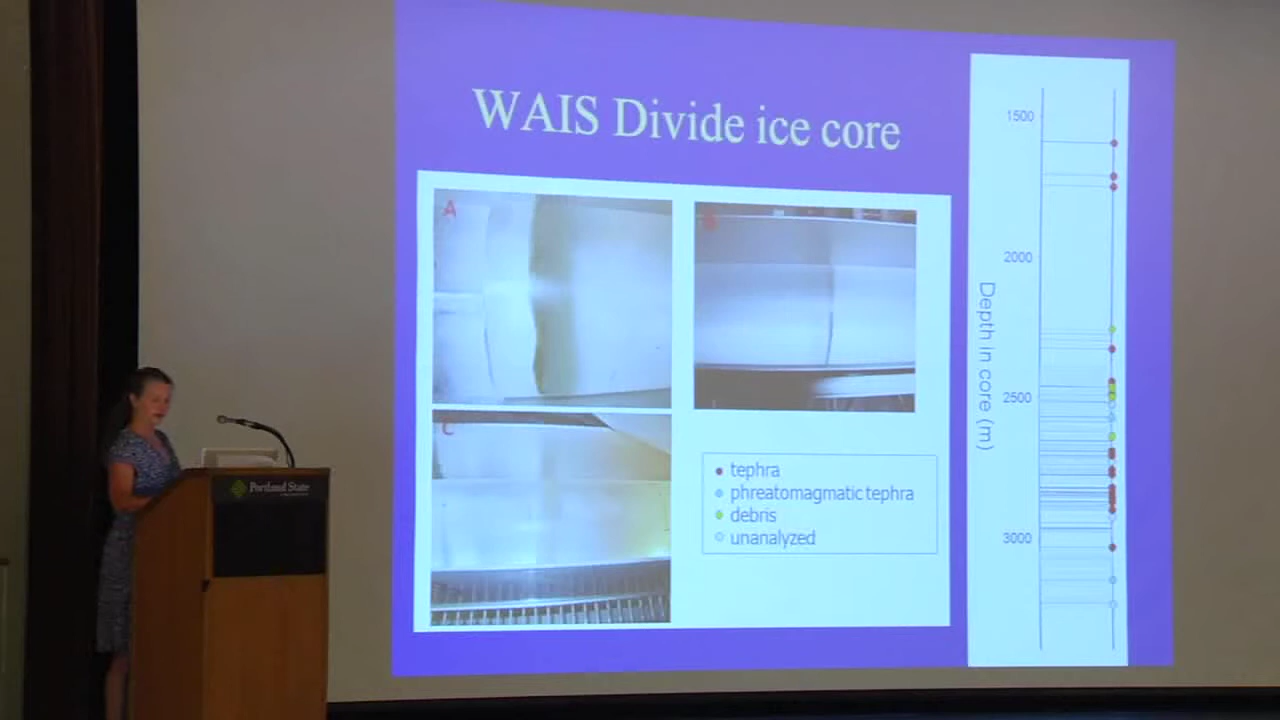 WAIS Divide ice core
A
B
C
tephra
phreatomagmatic tephra
debris
unanalyzed
Depth in core (m)
1500
2000
2500
3000
Portland State